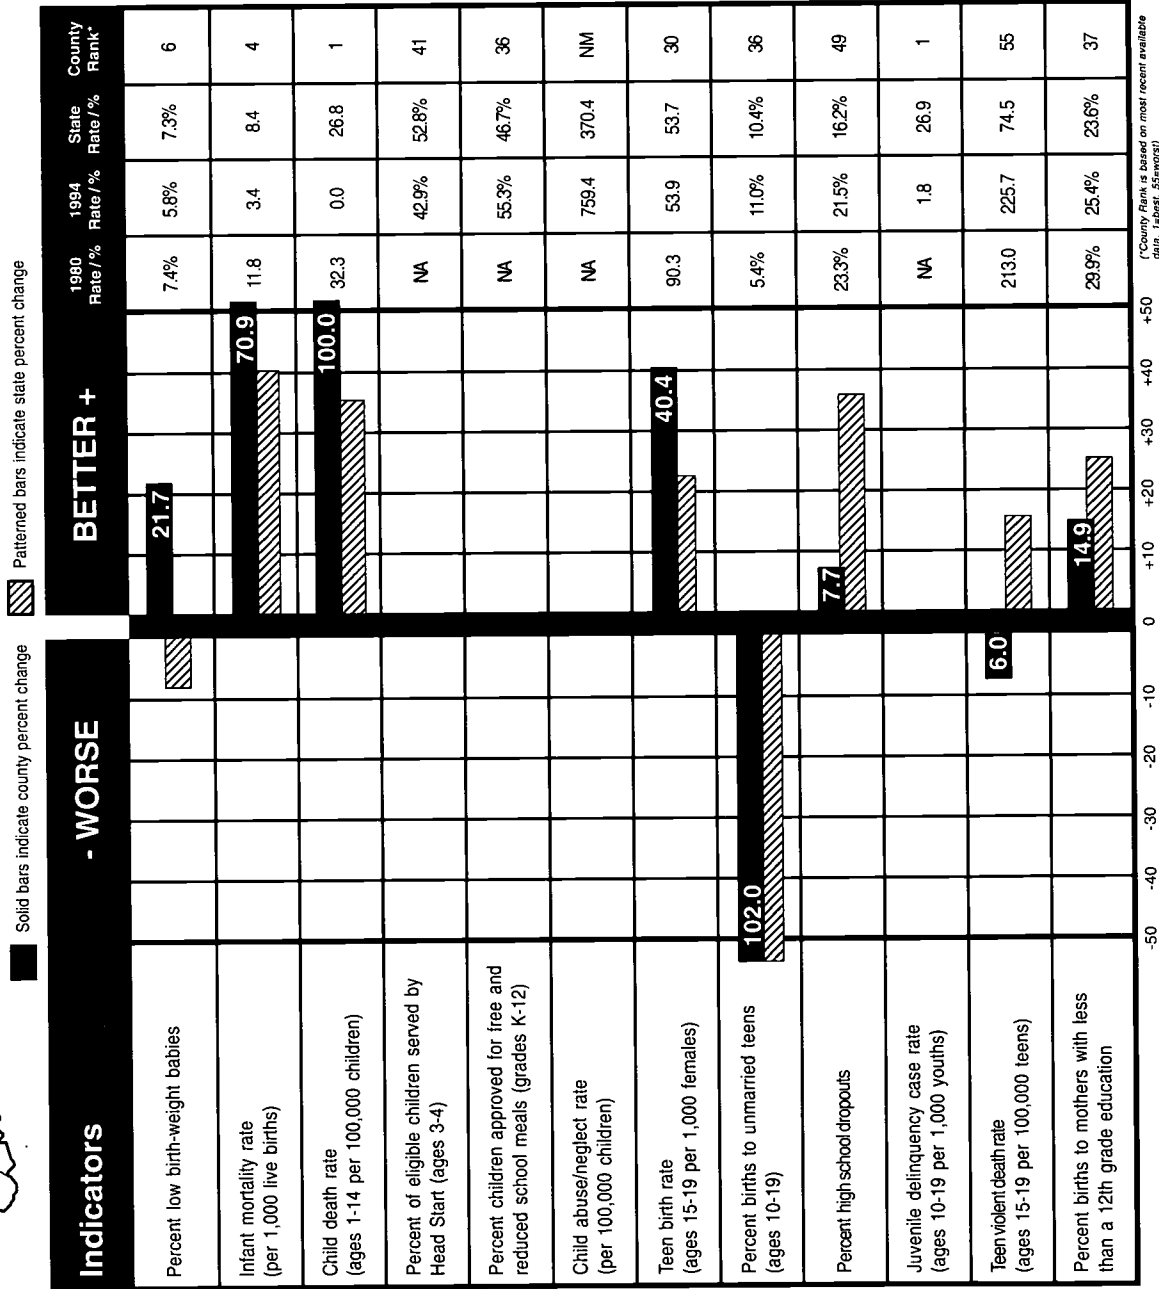 Solid bars indicate county percent change
Patterned bars indicate state percent change
Indicators
- WORSE
BETTER +
1980
Rate / %
1994
Rate / %
State
Rate / %
County
Rank*
Percent low birth-weight babies
21.7
7.4%
5.8%
7.3%
6
Infant mortality rate
(per 1,000 live births)
70.9
11.8
3.4
8.4
4
Child death rate
(ages 1-14 per 100,000 children)
100.0
32.3
0.0
26.8
1
Percent of eligible children served by
Head Start (ages 3-4)
NA
42.9%
52.8%
41
Percent children approved for free and
reduced school meals (grades K-12)
NA
55.3%
46.7%
36
Child abuse/neglect rate
(per 100,000 children)
NA
759.4
370.4
NM
Teen birth rate
(ages 15-19 per 1,000 females)
40.4
90.3
53.9
53.7
30
Percent births to unmarried teens
(ages 10-19)
102.0
5.4%
11.0%
10.4%
36
Percent high school dropouts
7.7
23.3%
21.5%
16.2%
49
Juvenile delinquency case rate
(ages 10-19 per 1,000 youths)
NA
1.8
26.9
1
Teen violent death rate
(ages 15-19 per 100,000 teens)
6.0
213.0
225.7
74.5
55
Percent births to mothers with less
than a 12th grade education
14.9
29.9%
25.4%
23.6%
37
-50
-40
-30
-20
-10
0
+10
+20
+30
+40
+50
(*County Rank is based on most recent available
data. 1=best, 55=worst)